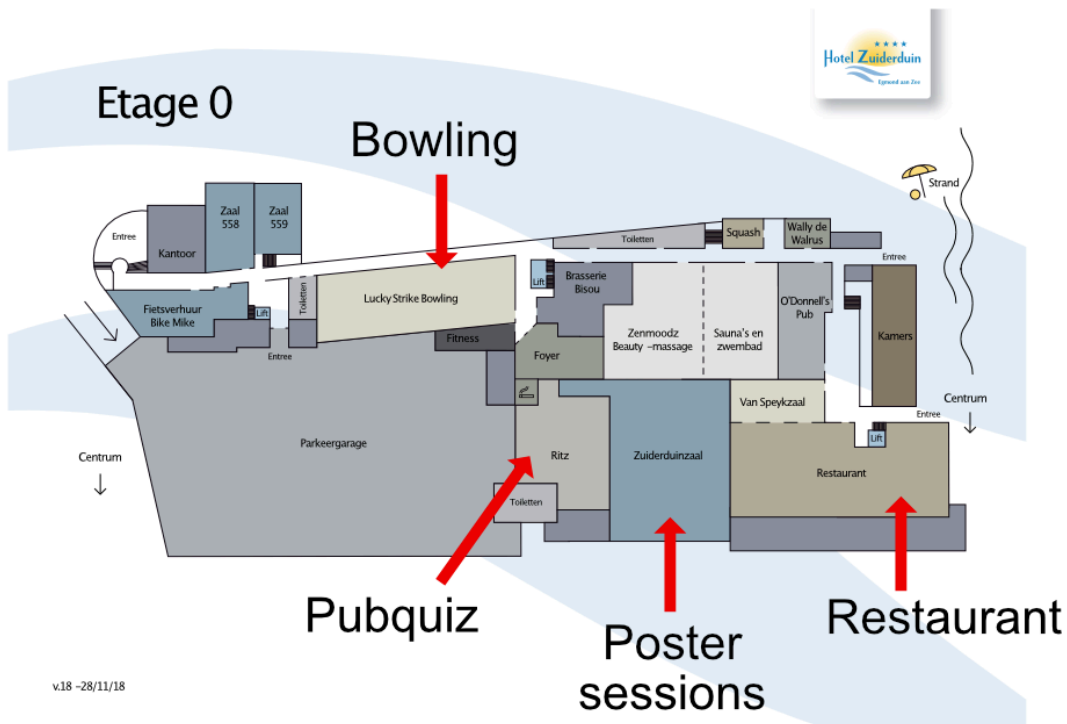 Hotel Zuiderduin
Egmond aan Zee
Etage 0
Bowling
Strand
Zaal
558
Zaal
559
Entree
Kantoor
Toiletten
Squash
Wally de
Walrus
Entree
Fietsverhuur
Bike Mike
Lift
Toiletten
Lucky Strike Bowling
Lift
Brasserie
Bisou
Zenmoodz
Beauty –massage
Sauna's en
zwembad
O'Donnell's
Pub
Kamers
Fitness
Foyer
Entree
Van Speykzaal
Centrum
Entree
Lift
Centrum
Parkeergarage
Ritz
Zuiderduinzaal
Restaurant
Toiletten
Pubquiz
Poster
sessions
Restaurant
v.18 –28/11/18